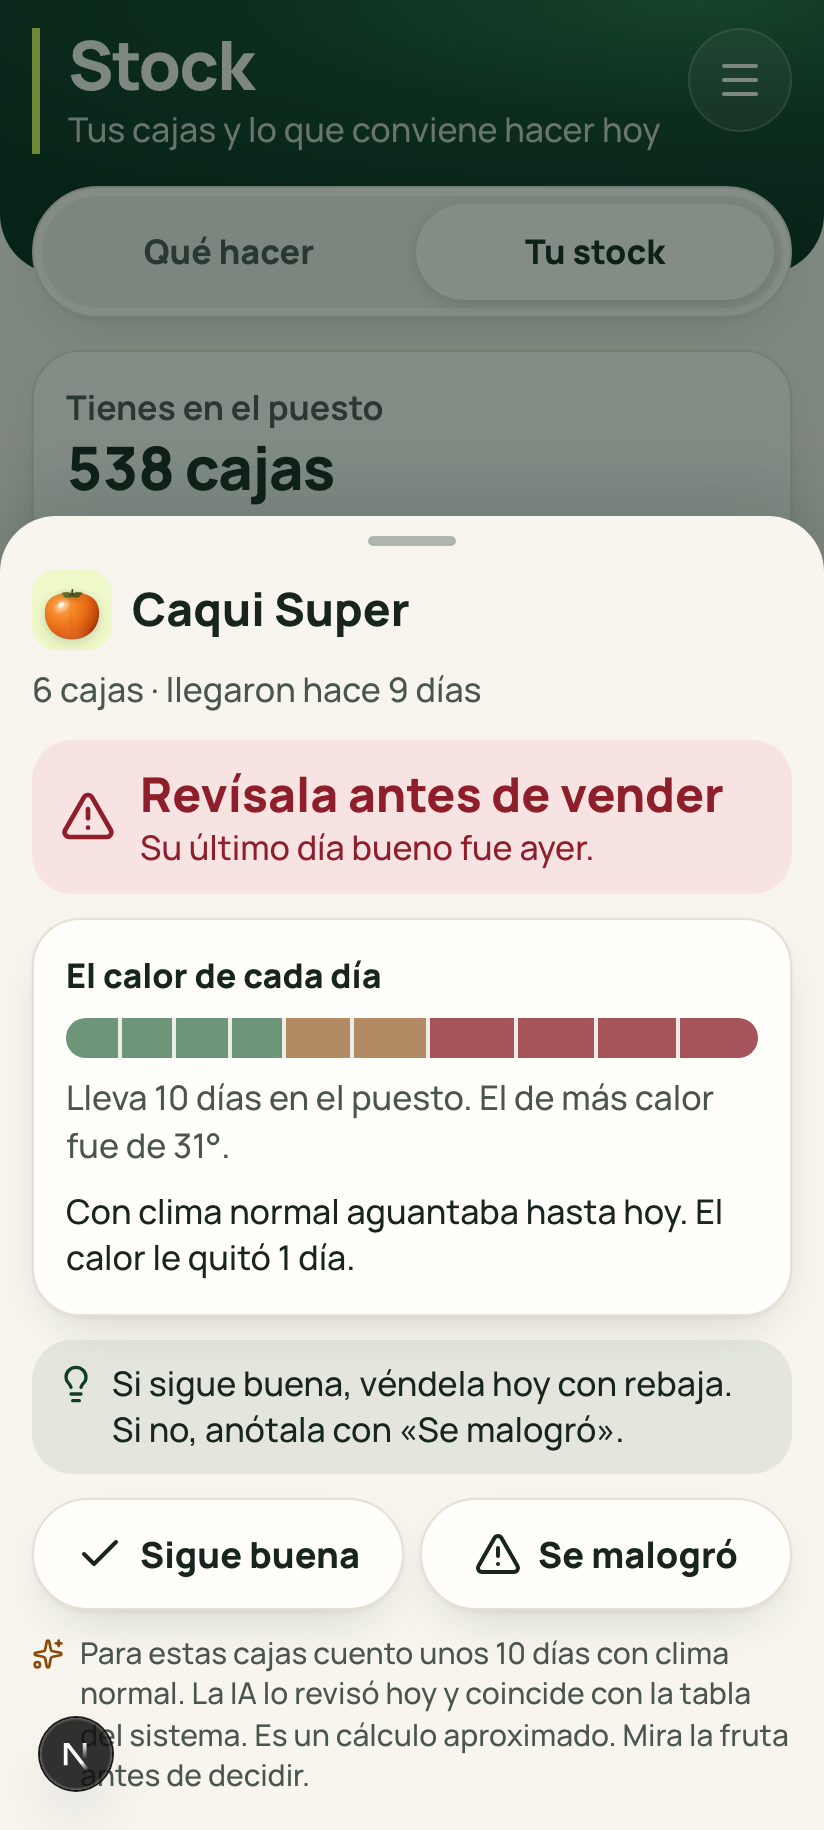 Stock
Tus cajas y lo que conviene hacer hoy
Qué hacer
Tu stock
Tienes en el puesto
538 cajas
Caqui Super
6 cajas · llegaron hace 9 días
Revísala antes de vender
Su último día bueno fue ayer.
El calor de cada día
Lleva 10 días en el puesto. El de más calor
fue de 31°.
Con clima normal aguantaba hasta hoy. El
calor le quitó 1 día.
Si sigue buena, véndela hoy con rebaja.
Si no, anótala con «Se malogró».
Sigue buena
Se malogró
Para estas cajas cuento unos 10 días con clima
normal. La IA lo revisó hoy y coincide con la tabla
del sistema. Es un cálculo aproximado. Mira la fruta
antes de decidir.
N